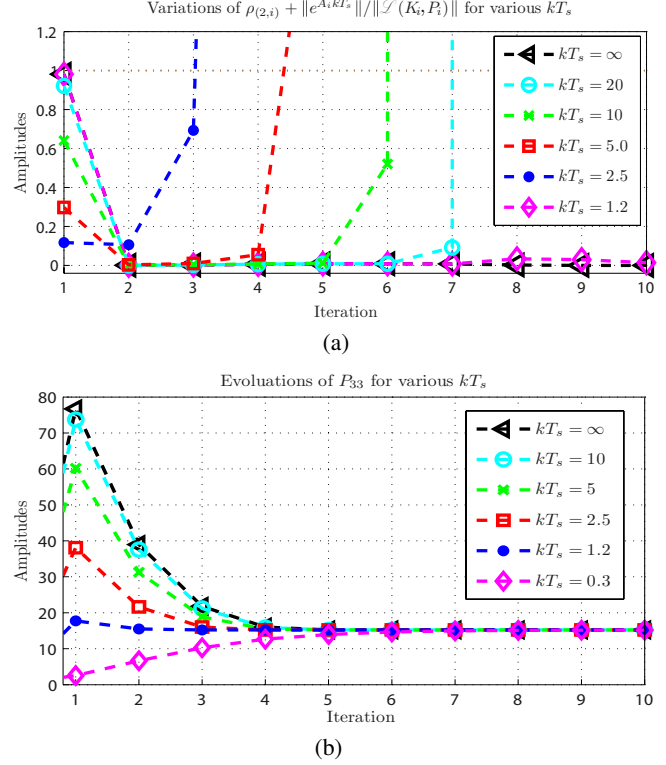 Variations of ρ_(2,i) + ‖e^{A_i kT_s}‖/‖ℒ(K_i, P_i)‖ for various kT_s
1.2
1
0.8
0.6
0.4
0.2
0
Amplitudes
kT_s = ∞
kT_s = 20
kT_s = 10
kT_s = 5.0
kT_s = 2.5
kT_s = 1.2
1 2 3 4 5 6 7 8 9 10
Iteration
(a)
Evoluations of P_33 for various kT_s
80
70
60
50
40
30
20
10
0
Amplitudes
kT_s = ∞
kT_s = 10
kT_s = 5
kT_s = 2.5
kT_s = 1.2
kT_s = 0.3
1 2 3 4 5 6 7 8 9 10
Iteration
(b)